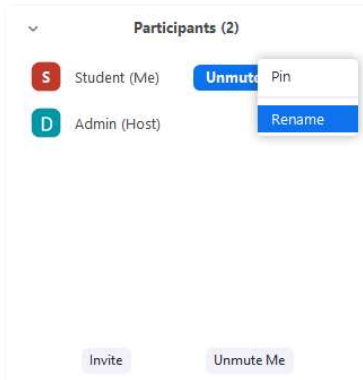 Participants (2)
S Student (Me) Unmute Pin
D Admin (Host) Rename
Invite Unmute Me